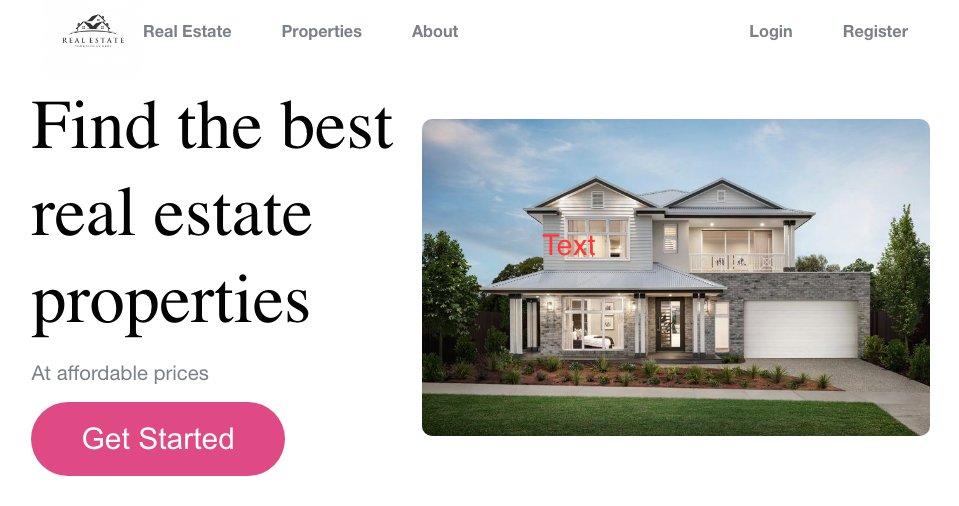 REAL ESTATE
Real Estate Properties About Login Register
Find the best
real estate
properties
Text
At affordable prices
Get Started